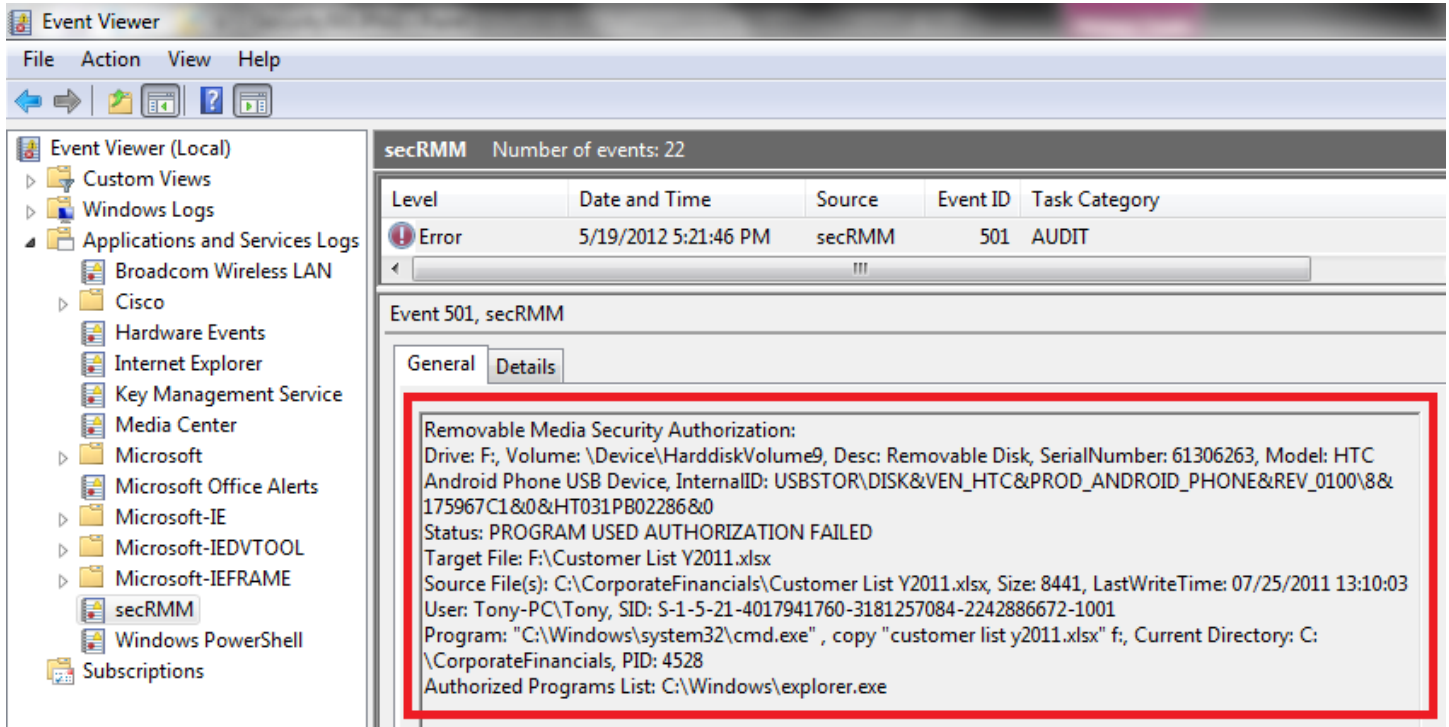 Event Viewer
File Action View Help
Event Viewer (Local)
Custom Views
Windows Logs
Applications and Services Logs
Broadcom Wireless LAN
Cisco
Hardware Events
Internet Explorer
Key Management Service
Media Center
Microsoft
Microsoft Office Alerts
Microsoft-IE
Microsoft-IEDVTOOL
Microsoft-IEFRAME
secRMM
Windows PowerShell
Subscriptions
secRMM Number of events: 22
Level Date and Time Source Event ID Task Category
Error 5/19/2012 5:21:46 PM secRMM 501 AUDIT
Event 501, secRMM
General Details
Removable Media Security Authorization:
Drive: F:, Volume: \Device\HarddiskVolume9, Desc: Removable Disk, SerialNumber: 61306263, Model: HTC
Android Phone USB Device, InternalID: USBSTOR\DISK&VEN_HTC&PROD_ANDROID_PHONE&REV_0100\8&
175967C1&0&HT031PB02286&0
Status: PROGRAM USED AUTHORIZATION FAILED
Target File: F:\Customer List Y2011.xlsx
Source File(s): C:\CorporateFinancials\Customer List Y2011.xlsx, Size: 8441, LastWriteTime: 07/25/2011 13:10:03
User: Tony-PC\Tony, SID: S-1-5-21-4017941760-3181257084-2242886672-1001
Program: "C:\Windows\system32\cmd.exe" , copy "customer list y2011.xlsx" f:, Current Directory: C:
\CorporateFinancials, PID: 4528
Authorized Programs List: C:\Windows\explorer.exe